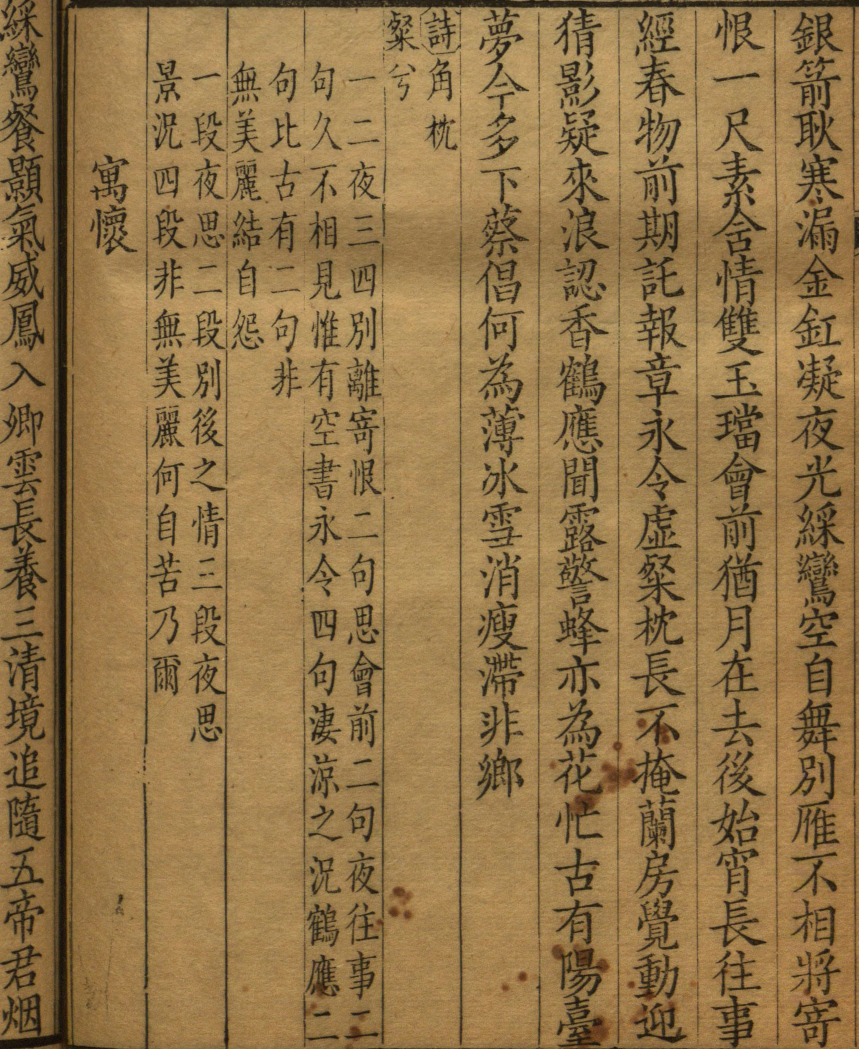 銀箭耿寒漏金釭凝夜光綵鸞空自舞別雁不相將寄
恨一尺素含情雙玉璫會前猶月在去後始宵長往事
經春物前期託報章永令虛粲枕長不掩蘭房覺動迎
猜影疑來浪認香鶴應聞露警蜂亦為花忙古有陽臺
夢今多下蔡倡何為薄冰雪消瘦滯非鄉
詩角枕
粲兮
一二夜三四別離寄恨二句思會前二句夜往事二
句久不相見惟有空書永令四句淒涼之況鶴應二
句比古有二句非
無美麗結自怨
一段夜思二段別後之情三段夜思
景況四段非無美麗何自苦乃爾
寓懷
綵鸞餐顥氣威鳳入卿雲長養三清境追隨五帝君烟